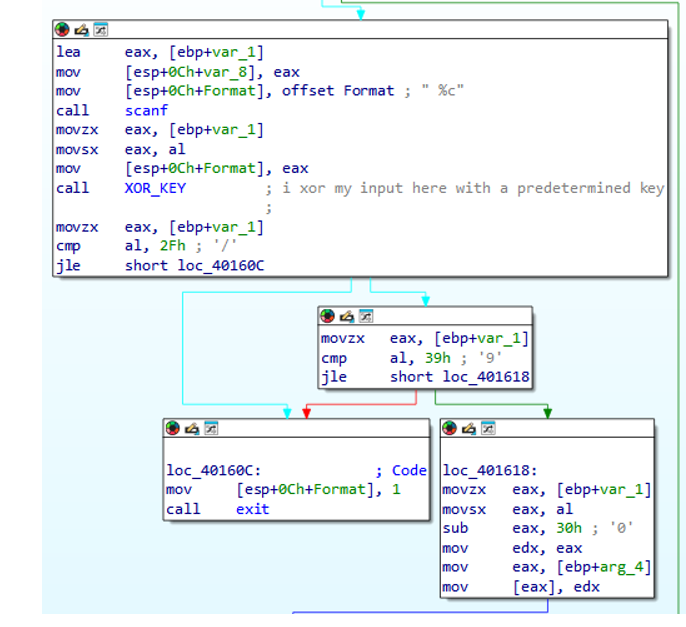 lea eax, [ebp+var_1]
mov [esp+0Ch+var_8], eax
mov [esp+0Ch+Format], offset Format ; " %c"
call scanf
movzx eax, [ebp+var_1]
movsx eax, al
mov [esp+0Ch+Format], eax
call XOR_KEY ; i xor my input here with a predetermined key
;
movzx eax, [ebp+var_1]
cmp al, 2Fh ; '/'
jle short loc_40160C
movzx eax, [ebp+var_1]
cmp al, 39h ; '9'
jle short loc_401618
loc_40160C: ; Code
mov [esp+0Ch+Format], 1
call exit
loc_401618:
movzx eax, [ebp+var_1]
movsx eax, al
sub eax, 30h ; '0'
mov edx, eax
mov eax, [ebp+arg_4]
mov [eax], edx